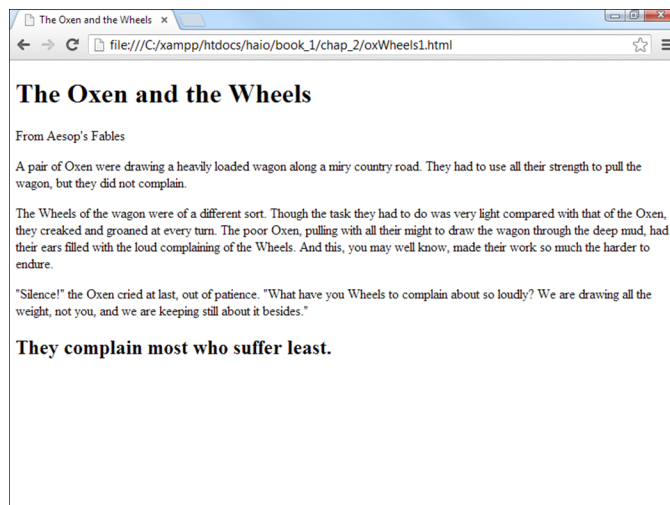 The Oxen and the Wheels
file:///C:/xampp/htdocs/haio/book_1/chap_2/oxWheels1.html
The Oxen and the Wheels
From Aesop's Fables
A pair of Oxen were drawing a heavily loaded wagon along a miry country road. They had to use all their strength to pull the
wagon, but they did not complain.
The Wheels of the wagon were of a different sort. Though the task they had to do was very light compared with that of the Oxen,
they creaked and groaned at every turn. The poor Oxen, pulling with all their might to draw the wagon through the deep mud, had
their ears filled with the loud complaining of the Wheels. And this, you may well know, made their work so much the harder to
endure.
"Silence!" the Oxen cried at last, out of patience. "What have you Wheels to complain about so loudly? We are drawing all the
weight, not you, and we are keeping still about it besides."
They complain most who suffer least.